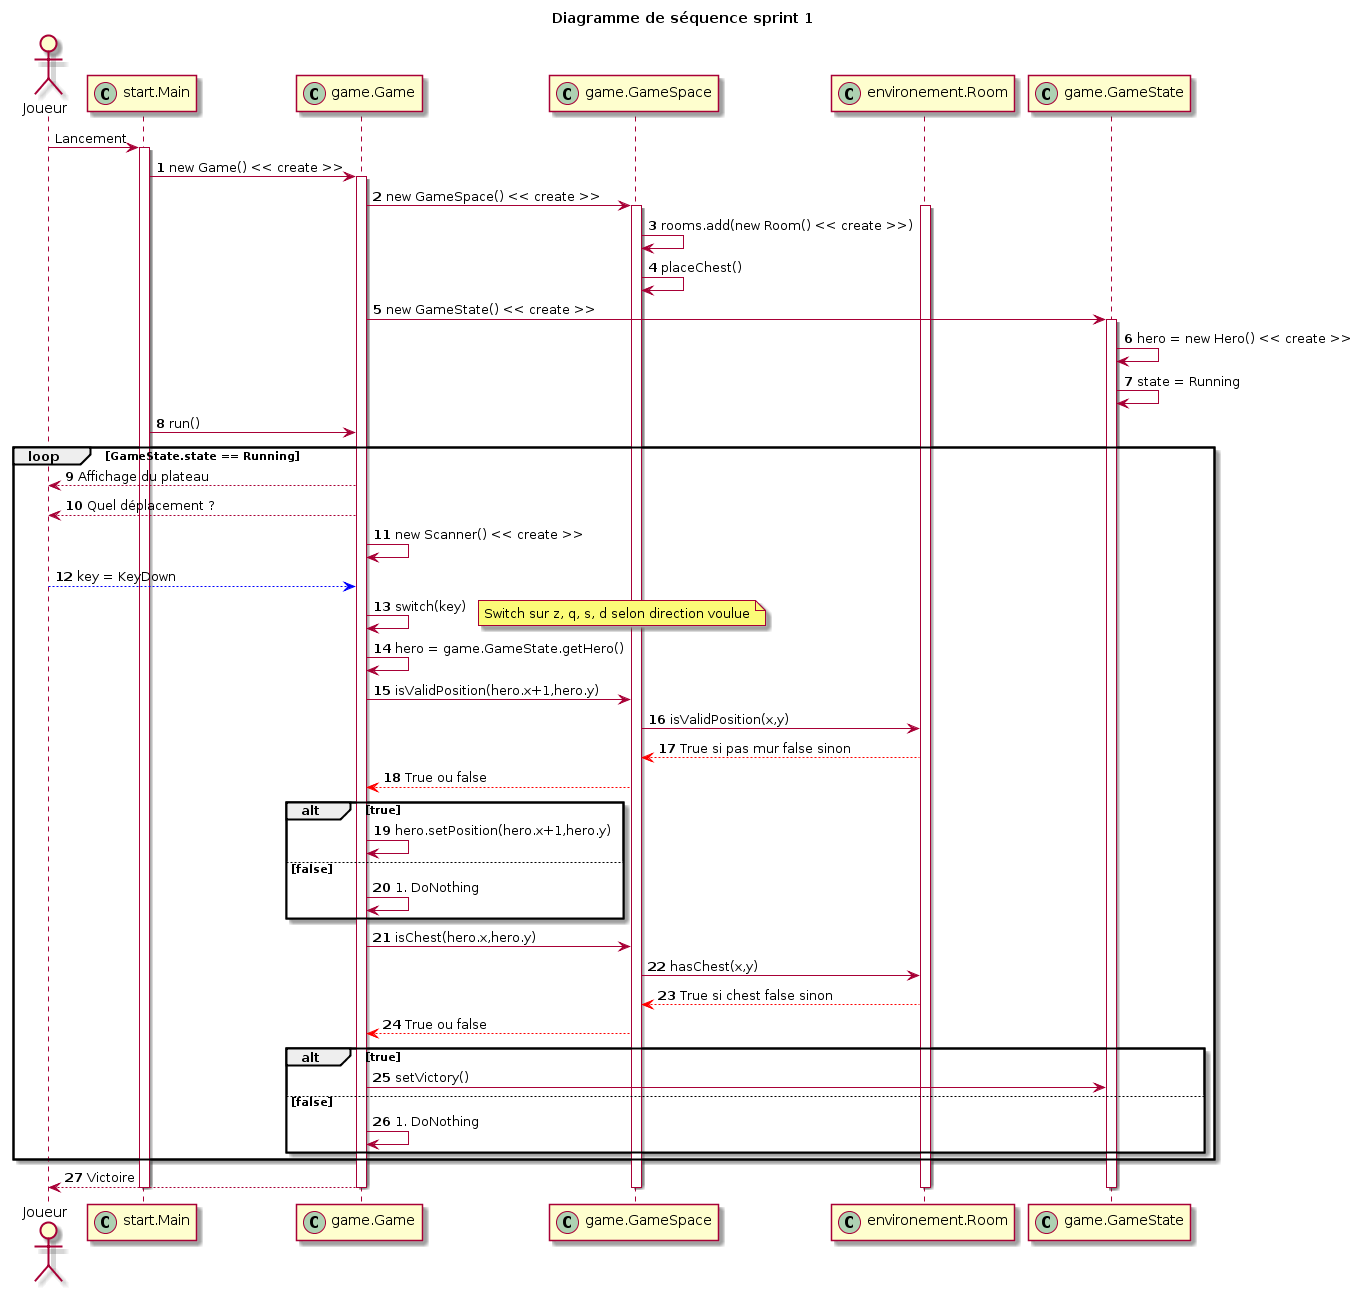 Diagramme de séquence sprint 1
Joueur
C start.Main
C game.Game
C game.GameSpace
C environement.Room
C game.GameState
Lancement
1 new Game() << create >>
2 new GameSpace() << create >>
3 rooms.add(new Room() << create >>)
4 placeChest()
5 new GameState() << create >>
6 hero = new Hero() << create >>
7 state = Running
8 run()
loop [GameState.state == Running]
9 Affichage du plateau
10 Quel déplacement ?
11 new Scanner() << create >>
12 key = KeyDown
13 switch(key)
Switch sur z, q, s, d selon direction voulue
14 hero = game.GameState.getHero()
15 isValidPosition(hero.x+1,hero.y)
16 isValidPosition(x,y)
17 True si pas mur false sinon
18 True ou false
alt [true]
19 hero.setPosition(hero.x+1,hero.y)
[false]
20 1. DoNothing
21 isChest(hero.x,hero.y)
22 hasChest(x,y)
23 True si chest false sinon
24 True ou false
alt [true]
25 setVictory()
[false]
26 1. DoNothing
27 Victoire
Joueur
C start.Main
C game.Game
C game.GameSpace
C environement.Room
C game.GameState